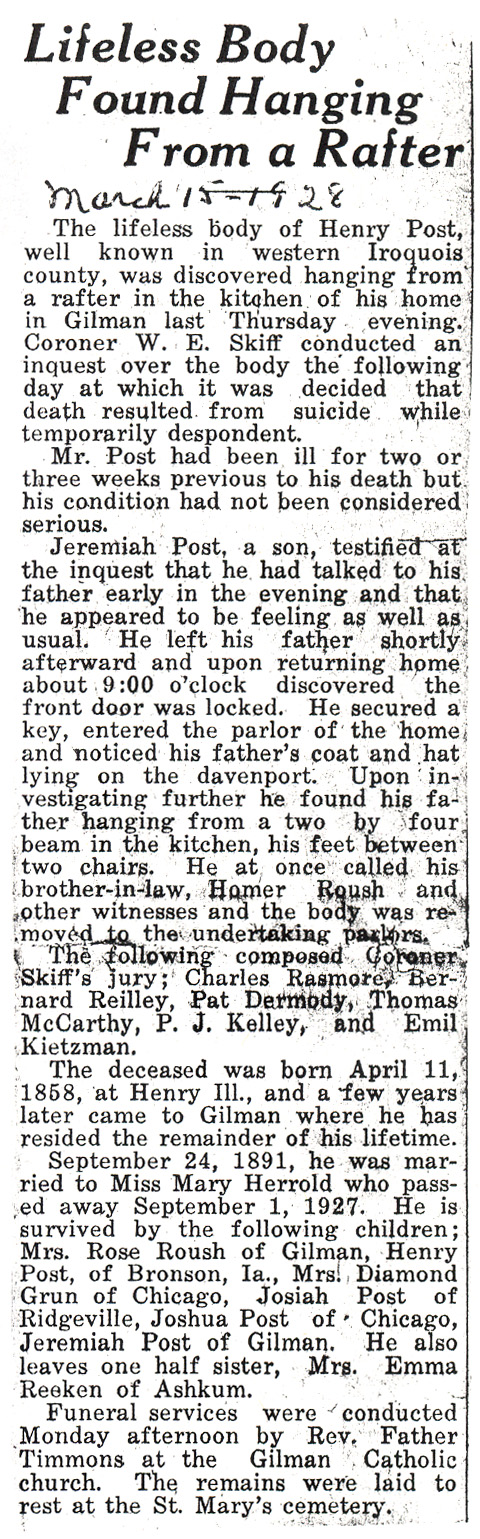 Lifeless Body
Found Hanging
From a Rafter
March 15-1928
The lifeless body of Henry Post,
well known in western Iroquois
county, was discovered hanging from
a rafter in the kitchen of his home
in Gilman last Thursday evening.
Coroner W. E. Skiff conducted an
inquest over the body the following
day at which it was decided that
death resulted from suicide while
temporarily despondent.
Mr. Post had been ill for two or
three weeks previous to his death but
his condition had not been considered
serious.
Jeremiah Post, a son, testified at
the inquest that he had talked to his
father early in the evening and that
he appeared to be feeling as well as
usual. He left his father shortly
afterward and upon returning home
about 9:00 o'clock discovered the
front door was locked. He secured a
key, entered the parlor of the home
and noticed his father's coat and hat
lying on the davenport. Upon in-
vestigating further he found his fa-
ther hanging from a two by four
beam in the kitchen, his feet between
two chairs. He at once called his
brother-in-law, Homer Roush and
other witnesses and the body was re-
moved to the undertaking parlors.
The following composed Coroner
Skiff's jury; Charles Rasmore, Ber-
nard Reilley, Pat Dermody, Thomas
McCarthy, P. J. Kelley, and Emil
Kietzman.
The deceased was born April 11,
1858, at Henry Ill., and a few years
later came to Gilman where he has
resided the remainder of his lifetime.
September 24, 1891, he was mar-
ried to Miss Mary Herrold who pass-
ed away September 1, 1927. He is
survived by the following children;
Mrs. Rose Roush of Gilman, Henry
Post, of Bronson, Ia., Mrs. Diamond
Grun of Chicago, Josiah Post of
Ridgeville, Joshua Post of Chicago,
Jeremiah Post of Gilman. He also
leaves one half sister, Mrs. Emma
Reeken of Ashkum.
Funeral services were conducted
Monday afternoon by Rev. Father
Timmons at the Gilman Catholic
church. The remains were laid to
rest at the St. Mary's cemetery.